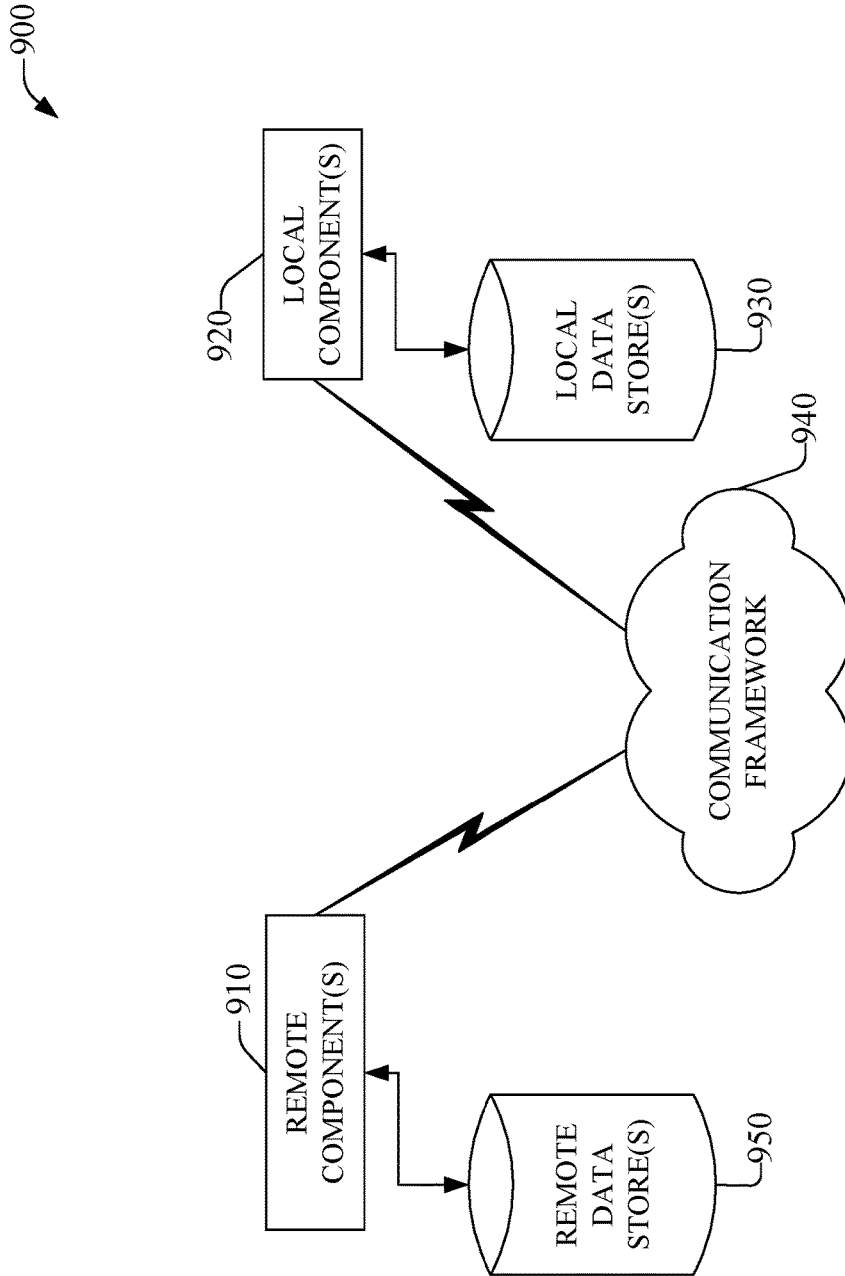 900
910
REMOTE
COMPONENT(S)
920
LOCAL
COMPONENT(S)
REMOTE
DATA
STORE(S)
950
LOCAL
DATA
STORE(S)
930
COMMUNICATION
FRAMEWORK
940